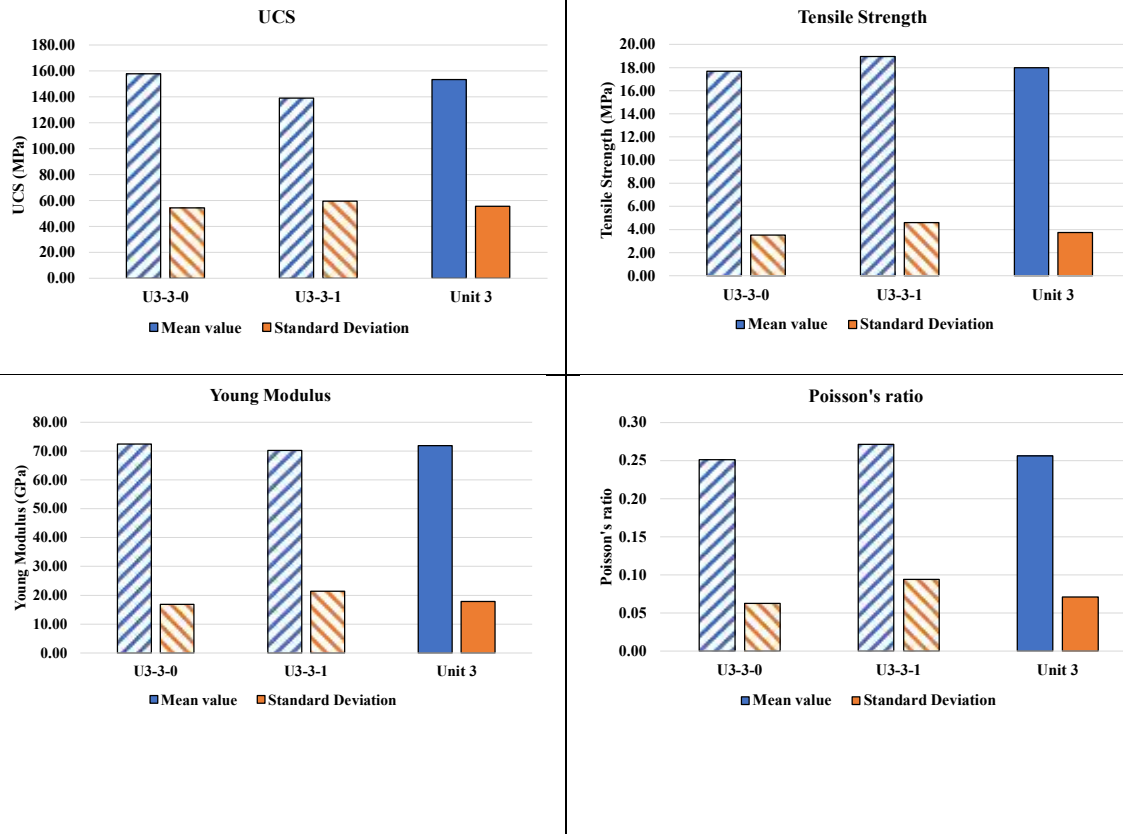 UCS
UCS (MPa)
180.00
160.00
140.00
120.00
100.00
80.00
60.00
40.00
20.00
0.00
U3-3-0 U3-3-1 Unit 3
Mean value Standard Deviation
Tensile Strength
Tensile Strength (MPa)
20.00
18.00
16.00
14.00
12.00
10.00
8.00
6.00
4.00
2.00
0.00
U3-3-0 U3-3-1 Unit 3
Mean value Standard Deviation
Young Modulus
Young Modulus (GPa)
80.00
70.00
60.00
50.00
40.00
30.00
20.00
10.00
0.00
U3-3-0 U3-3-1 Unit 3
Mean value Standard Deviation
Poisson's ratio
Poisson's ratio
0.30
0.25
0.20
0.15
0.10
0.05
0.00
U3-3-0 U3-3-1 Unit 3
Mean value Standard Deviation